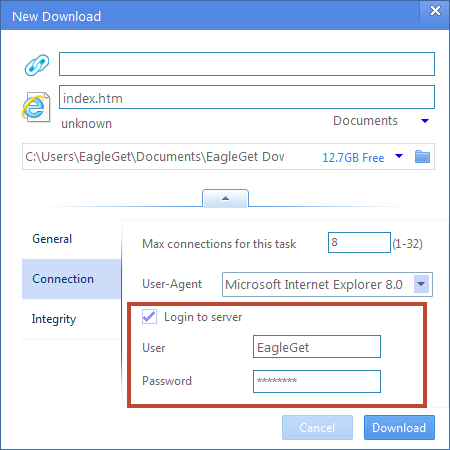 New Download
index.htm
unknown Documents
C:\Users\EagleGet\Documents\EagleGet Dov 12.7GB Free
General
Max connections for this task 8 (1-32)
Connection
User-Agent Microsoft Internet Explorer 8.0
Integrity
Login to server
User EagleGet
Password ********
Cancel Download